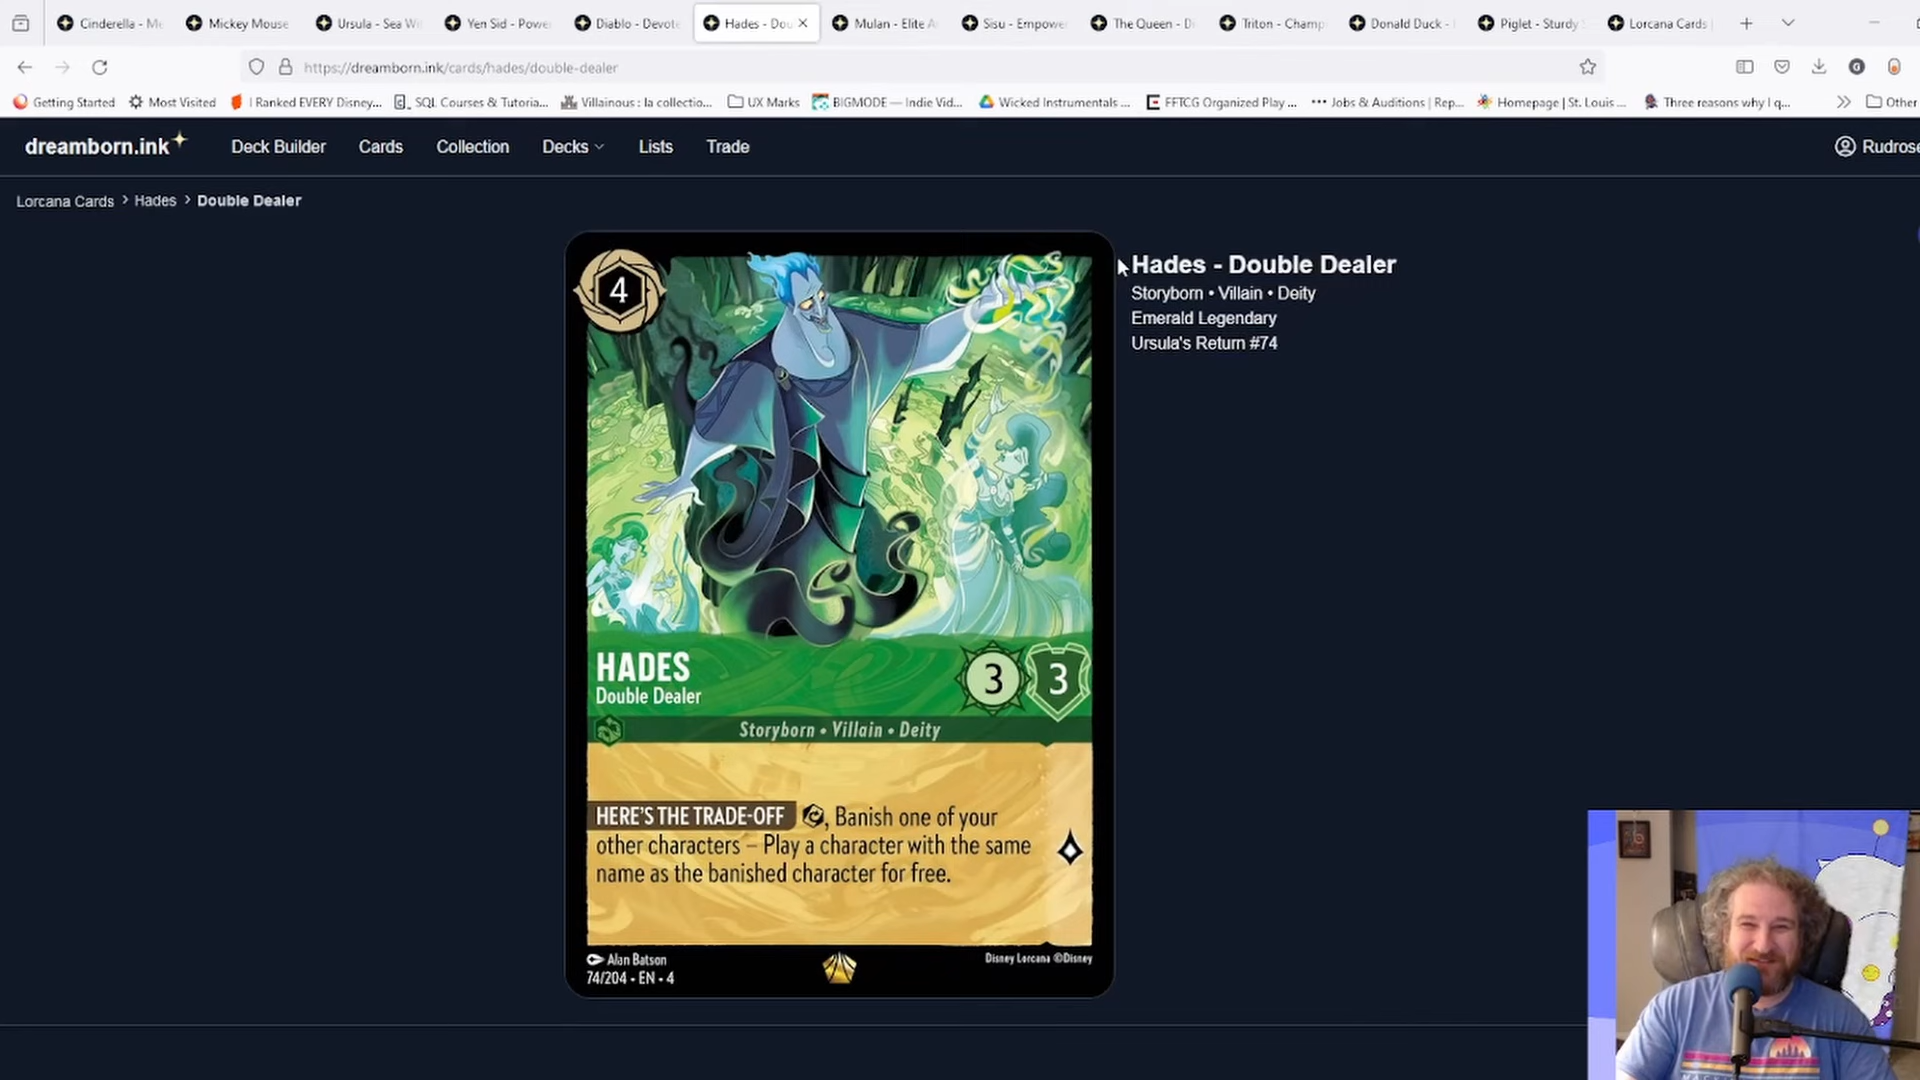 Cinderella - Me
Mickey Mouse
Ursula - Sea Wi
Yen Sid - Powe
Diablo - Devote
Hades - Dou
Mulan - Elite A
Sisu - Empowe
The Queen - D
Triton - Champ
Donald Duck -
Piglet - Sturdy
Lorcana Cards |
https://dreamborn.ink/cards/hades/double-dealer
Getting Started
Most Visited
I Ranked EVERY Disney...
SQL Courses & Tutoria...
Villainous : la collectio...
UX Marks
BIGMODE — Indie Vid...
Wicked Instrumentals ...
FFTCG Organized Play ...
Jobs & Auditions | Rep...
Homepage | St. Louis ...
Three reasons why I q...
Other
dreamborn.ink
Deck Builder
Cards
Collection
Decks
Lists
Trade
Rudrose
Lorcana Cards > Hades > Double Dealer
4
Hades - Double Dealer
Storyborn • Villain • Deity
Emerald Legendary
Ursula's Return #74
HADES
Double Dealer
3
3
Storyborn • Villain • Deity
HERE'S THE TRADE-OFF , Banish one of your
other characters – Play a character with the same
name as the banished character for free.
Alan Batson
74/204 • EN • 4
Disney Lorcana ©Disney